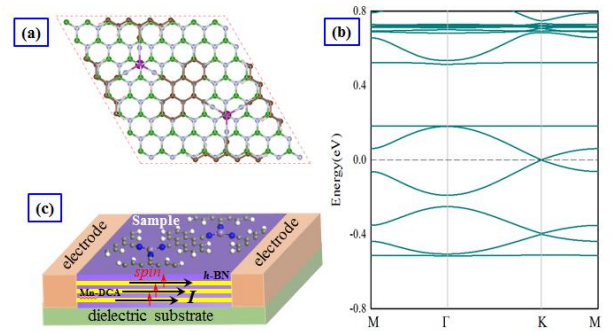 (a)
(b)
0.8
0.4
0.0
-0.4
-0.8
Energy(eV)
M
Γ
K
M
(c)
Sample
electrode
electrode
h-BN
spin
Mn-DCA
I
dielectric substrate